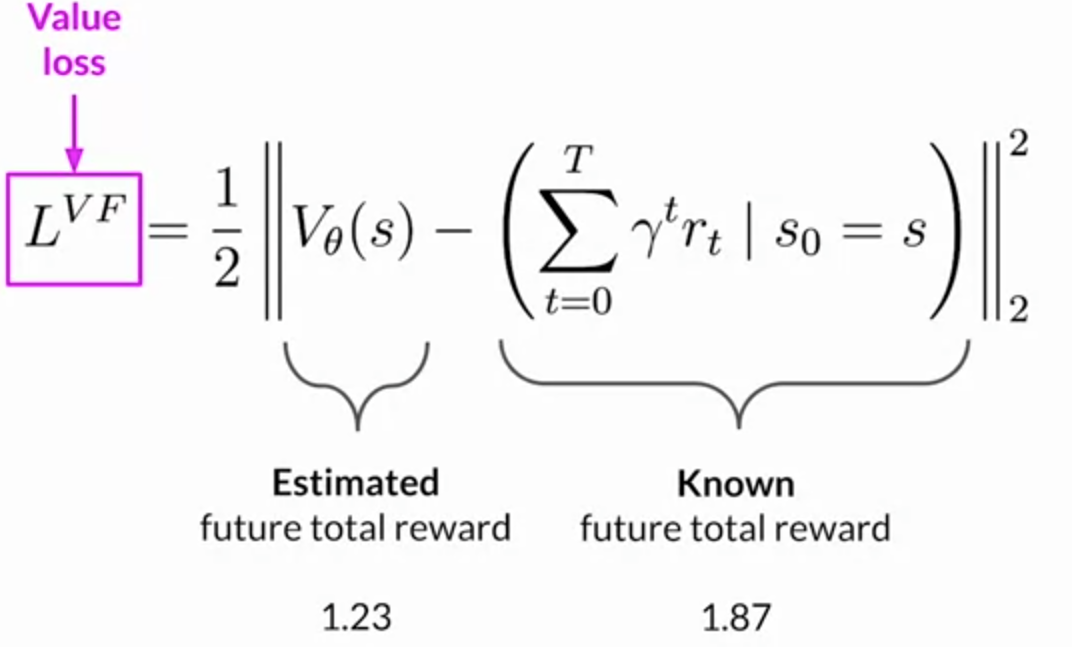 Value
loss
L^{VF} = \frac{1}{2} \left\| V_\theta(s) - \left( \sum_{t=0}^{T} \gamma^t r_t \mid s_0 = s \right) \right\|_2^2
Estimated
future total reward
Known
future total reward
1.23
1.87